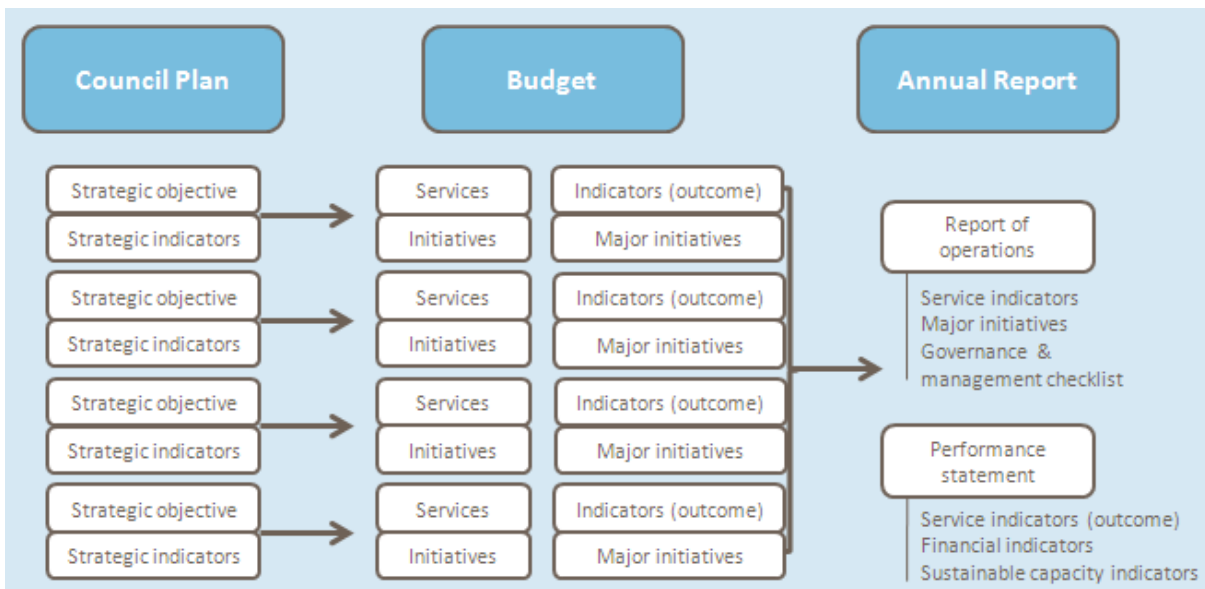 Council Plan
Budget
Annual Report
Strategic objective
Strategic indicators
Services
Initiatives
Indicators (outcome)
Major initiatives
Strategic objective
Strategic indicators
Services
Initiatives
Indicators (outcome)
Major initiatives
Strategic objective
Strategic indicators
Services
Initiatives
Indicators (outcome)
Major initiatives
Strategic objective
Strategic indicators
Services
Initiatives
Indicators (outcome)
Major initiatives
Report of
operations
Service indicators
Major initiatives
Governance &
management checklist
Performance
statement
Service indicators (outcome)
Financial indicators
Sustainable capacity indicators